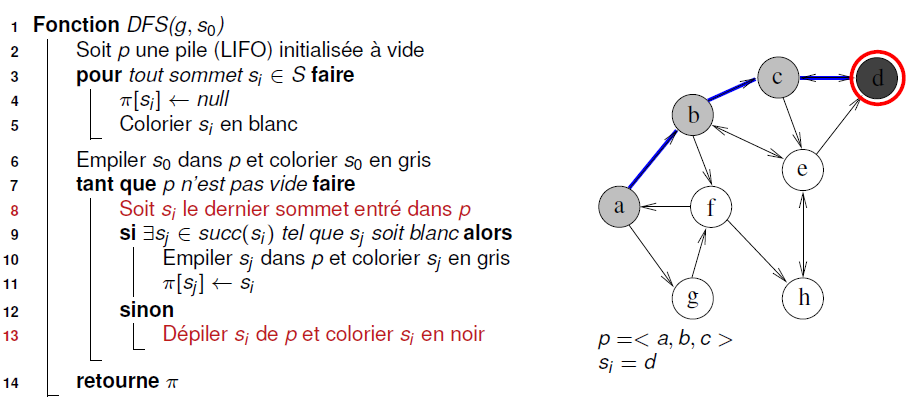 1 Fonction DFS(g, s₀)
2 Soit p une pile (LIFO) initialisée à vide
3 pour tout sommet sᵢ ∈ S faire
4 π[sᵢ] ← null
5 Colorier sᵢ en blanc
6 Empiler s₀ dans p et colorier s₀ en gris
7 tant que p n'est pas vide faire
8 Soit sᵢ le dernier sommet entré dans p
9 si ∃sⱼ ∈ succ(sᵢ) tel que sⱼ soit blanc alors
10 Empiler sⱼ dans p et colorier sⱼ en gris
11 π[sⱼ] ← sᵢ
12 sinon
13 Dépiler sᵢ de p et colorier sᵢ en noir
14 retourne π
c
d
b
e
a
f
g
h
p =< a, b, c >
sᵢ = d